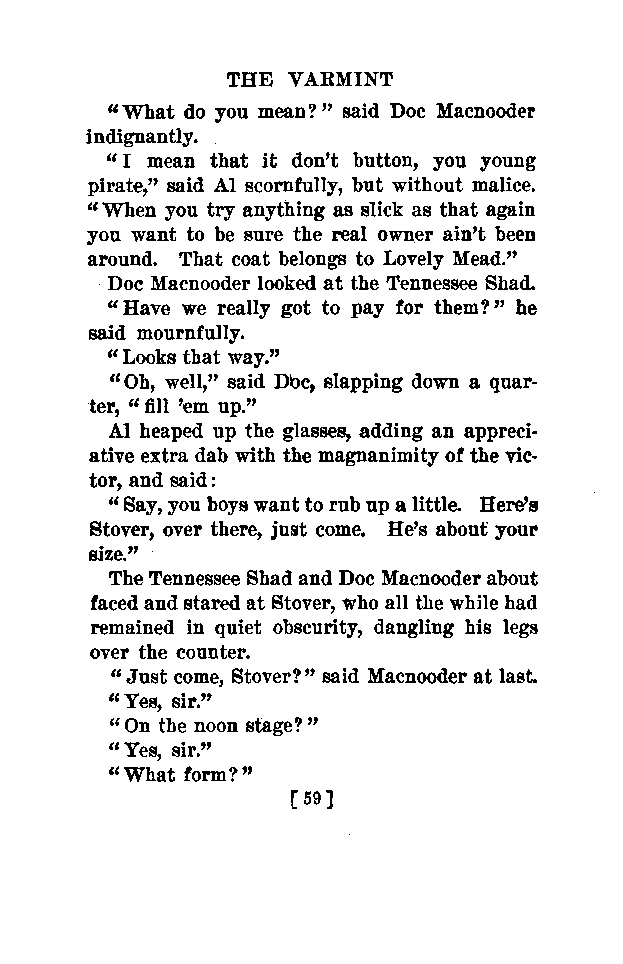 THE VARMINT
"What do you mean?" said Doc Macnooder
indignantly.
"I mean that it don't button, you young
pirate," said Al scornfully, but without malice.
"When you try anything as slick as that again
you want to be sure the real owner ain't been
around. That coat belongs to Lovely Mead."
Doc Macnooder looked at the Tennessee Shad.
"Have we really got to pay for them?" he
said mournfully.
"Looks that way."
"Oh, well," said Doc, slapping down a quar-
ter, "fill 'em up."
Al heaped up the glasses, adding an appreci-
ative extra dab with the magnanimity of the vic-
tor, and said:
"Say, you boys want to rub up a little. Here's
Stover, over there, just come. He's about your
size."
The Tennessee Shad and Doc Macnooder about
faced and stared at Stover, who all the while had
remained in quiet obscurity, dangling his legs
over the counter.
"Just come, Stover?" said Macnooder at last.
"Yes, sir."
"On the noon stage?"
"Yes, sir."
"What form?"
[59]